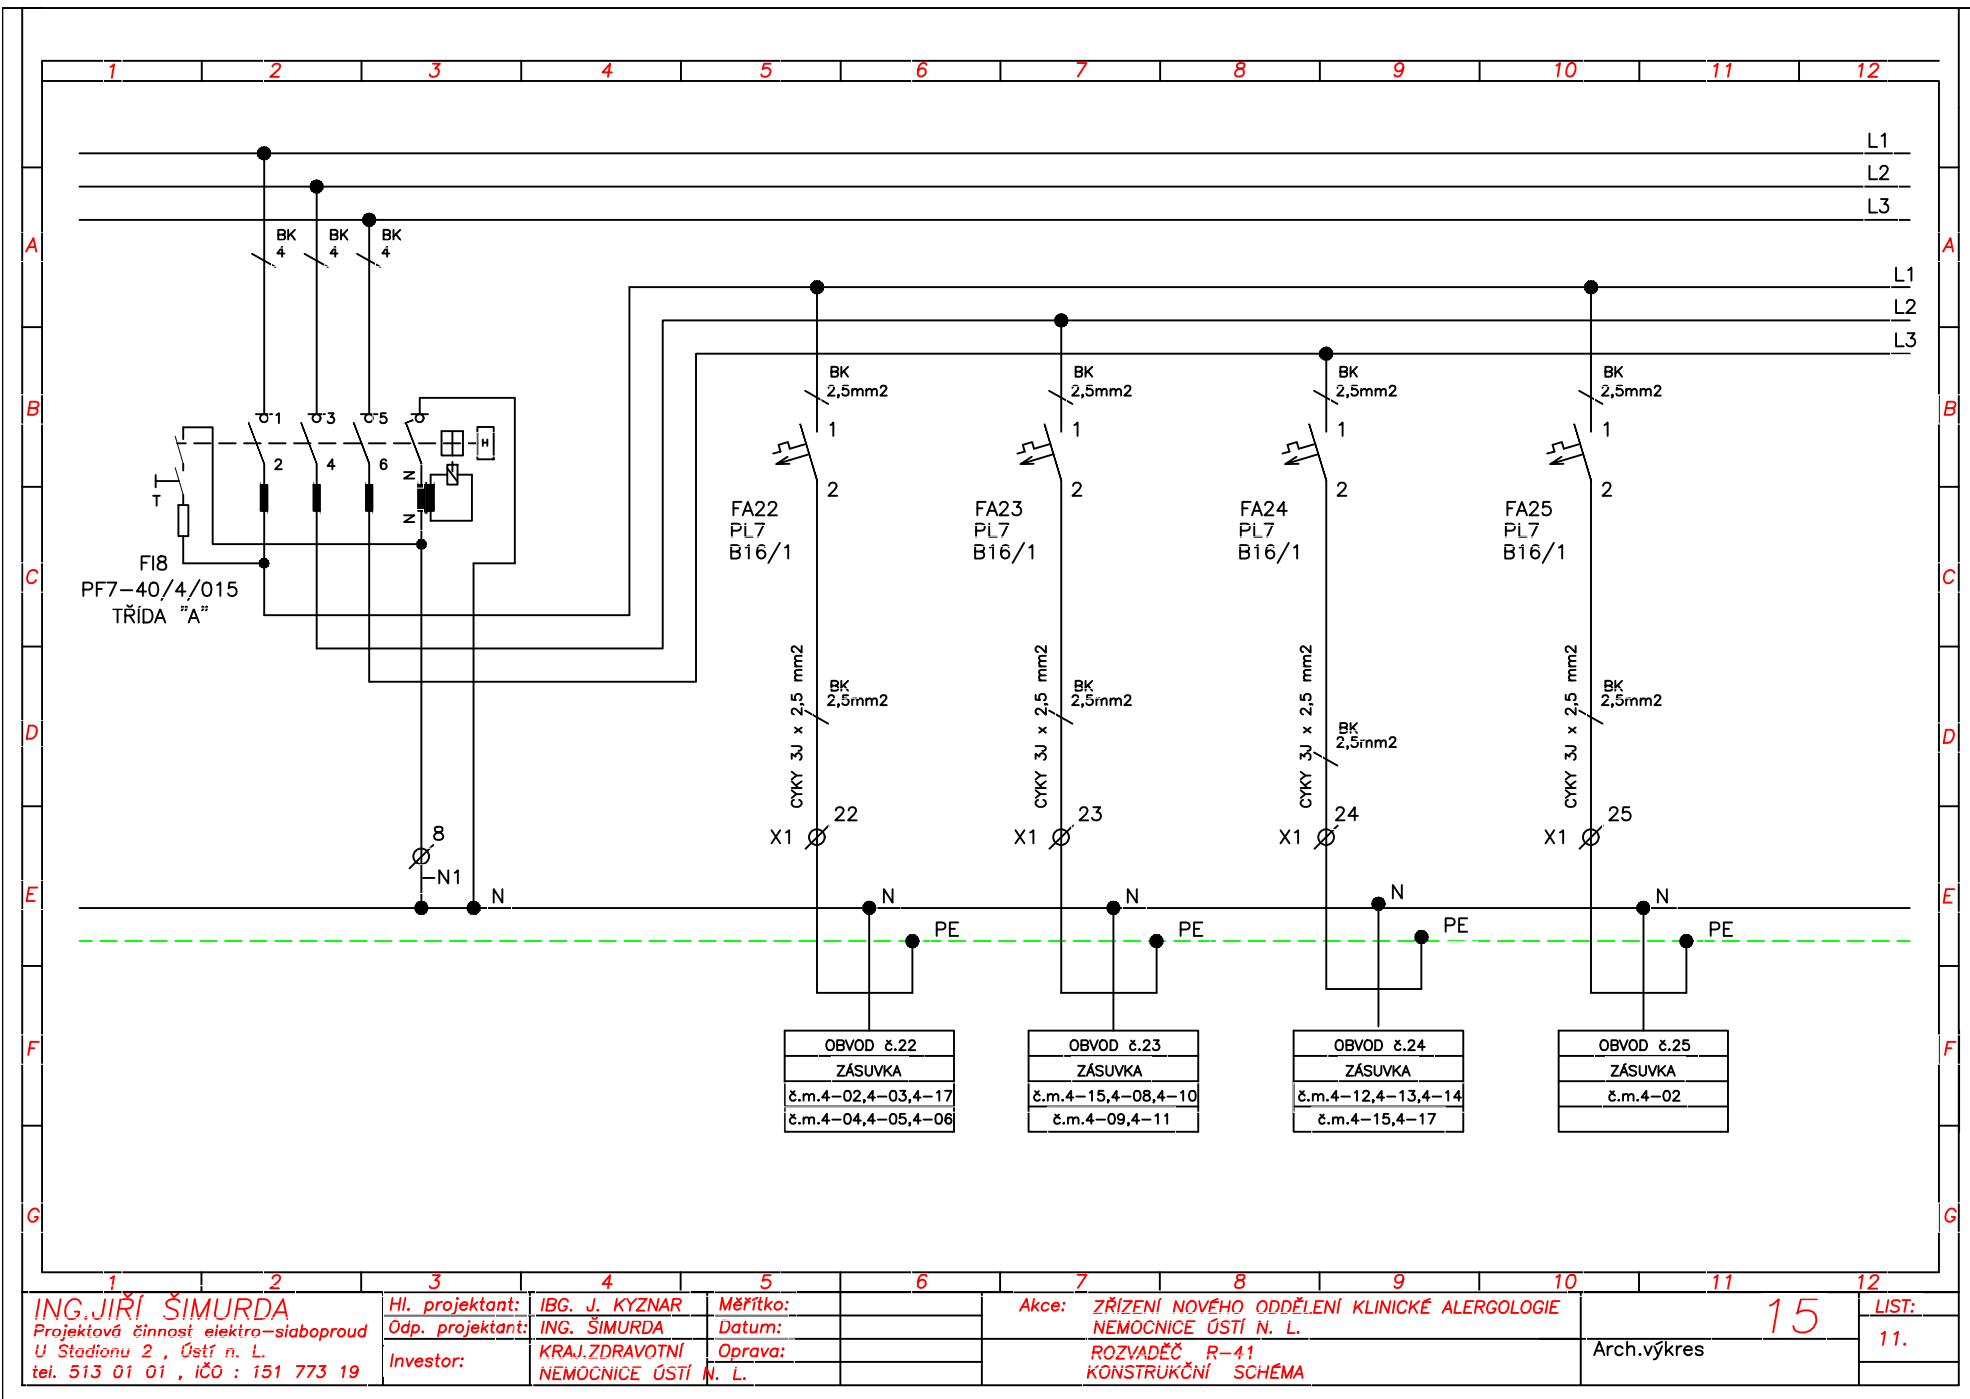 1 2 3 4 5 6 7 8 9 10 11 12
L1
L2
L3
A A
BK
4
BK
4
BK
4
L1
L2
L3
BK
2,5mm2
BK
2,5mm2
BK
2,5mm2
BK
2,5mm2
B B
1 3 5
H
2 4 6 N
T
N
1 1 1 1
2 2 2 2
FA22
PL7
B16/1
FA23
PL7
B16/1
FA24
PL7
B16/1
FA25
PL7
B16/1
FI8
PF7-40/4/015
TŘÍDA "A"
C C
CYKY 3J x 2,5 mm2
BK
2,5mm2
CYKY 3J x 2,5 mm2
BK
2,5mm2
CYKY 3J x 2,5 mm2
BK
2,5mm2
CYKY 3J x 2,5 mm2
BK
2,5mm2
D D
8
-N1
X1 22
X1 23
X1 24
X1 25
E E
N N N N N
PE PE PE PE
F F
OBVOD č.22
ZÁSUVKA
č.m.4-02,4-03,4-17
č.m.4-04,4-05,4-06
OBVOD č.23
ZÁSUVKA
č.m.4-15,4-08,4-10
č.m.4-09,4-11
OBVOD č.24
ZÁSUVKA
č.m.4-12,4-13,4-14
č.m.4-15,4-17
OBVOD č.25
ZÁSUVKA
č.m.4-02
G G
1 2 3 4 5 6 7 8 9 10 11 12
ING.JIŘÍ ŠIMURDA
Projektová činnost elektro-slaboproud
U Stadionu 2 , Ústí n. L.
tel. 513 01 01 , IČO : 151 773 19
Hl. projektant: IBG. J. KYZNAR
Odp. projektant: ING. ŠIMURDA
Investor: KRAJ.ZDRAVOTNÍ
NEMOCNICE ÚSTÍ N. L.
Měřítko:
Datum:
Oprava:
Akce: ZŘÍZENÍ NOVÉHO ODDĚLENÍ KLINICKÉ ALERGOLOGIE
NEMOCNICE ÚSTÍ N. L.
ROZVADĚČ R-41
KONSTRUKČNÍ SCHÉMA
15
Arch.výkres
LIST:
11.